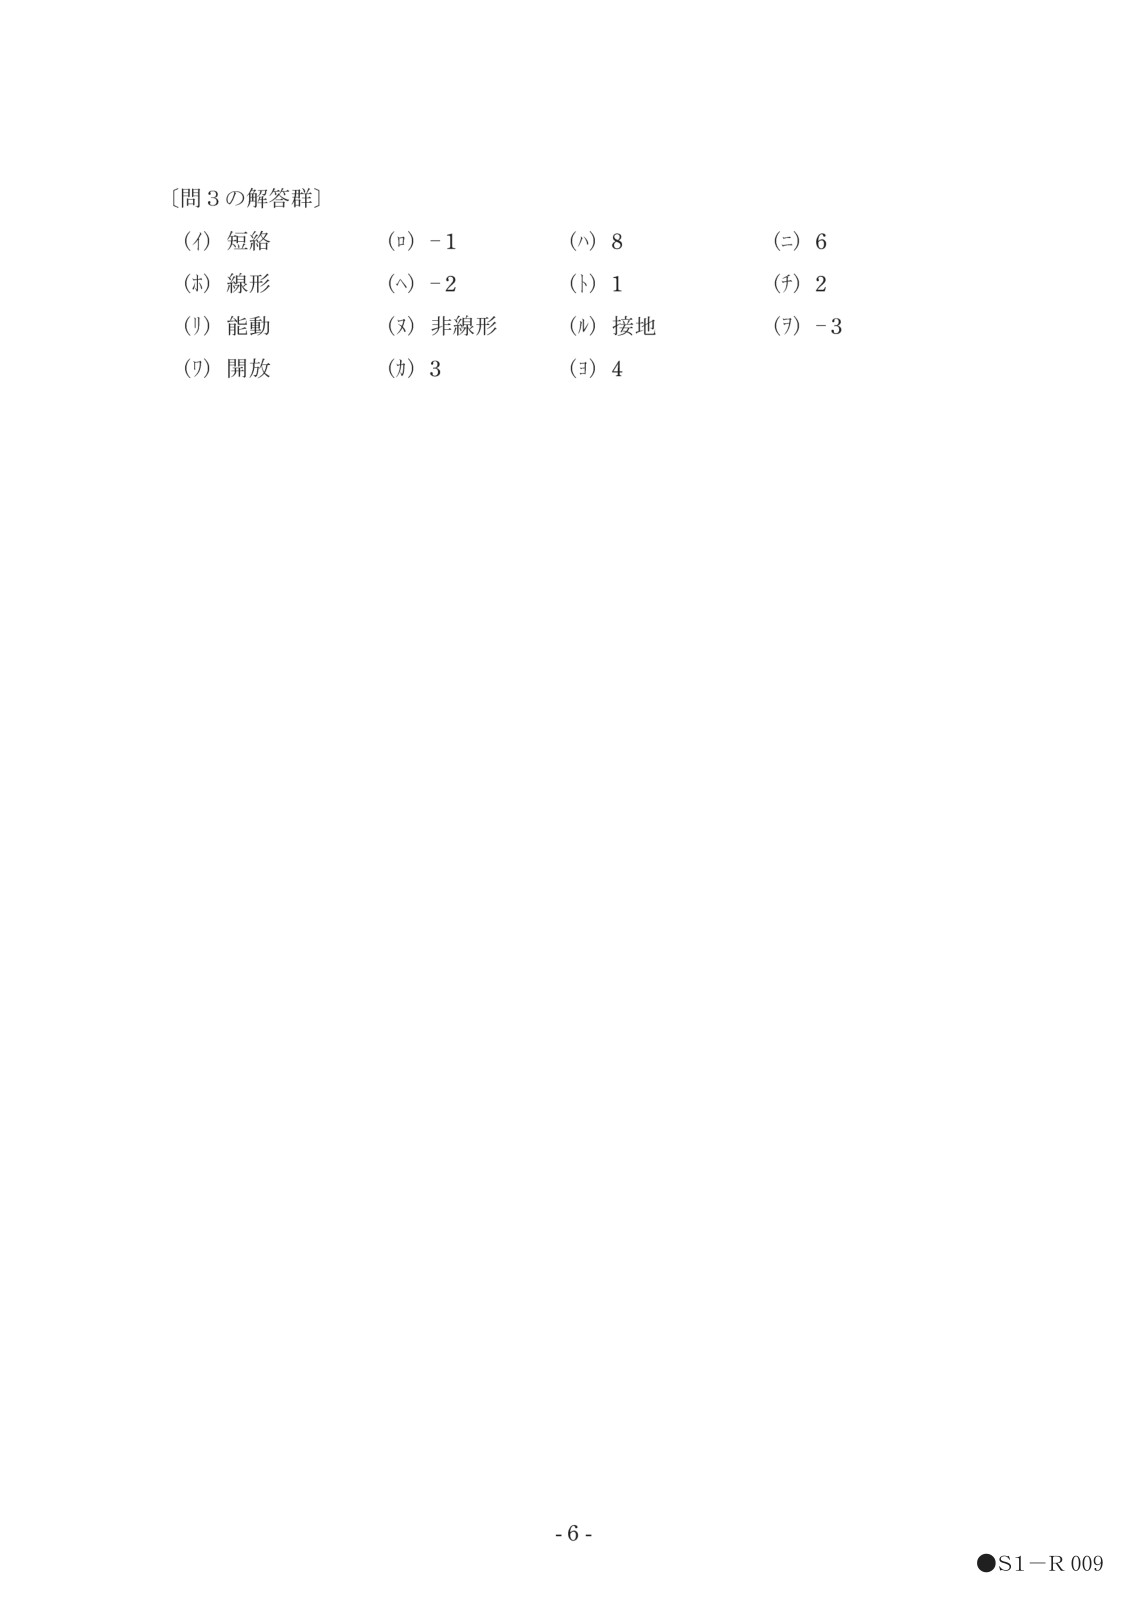 〔問３の解答群〕
(ｲ) 短絡 (ﾛ) −1 (ﾊ) 8 (ﾆ) 6
(ﾎ) 線形 (ﾍ) −2 (ﾄ) 1 (ﾁ) 2
(ﾘ) 能動 (ﾇ) 非線形 (ﾙ) 接地 (ｦ) −3
(ﾜ) 開放 (ｶ) 3 (ﾖ) 4
- 6 -
●S1－R 009